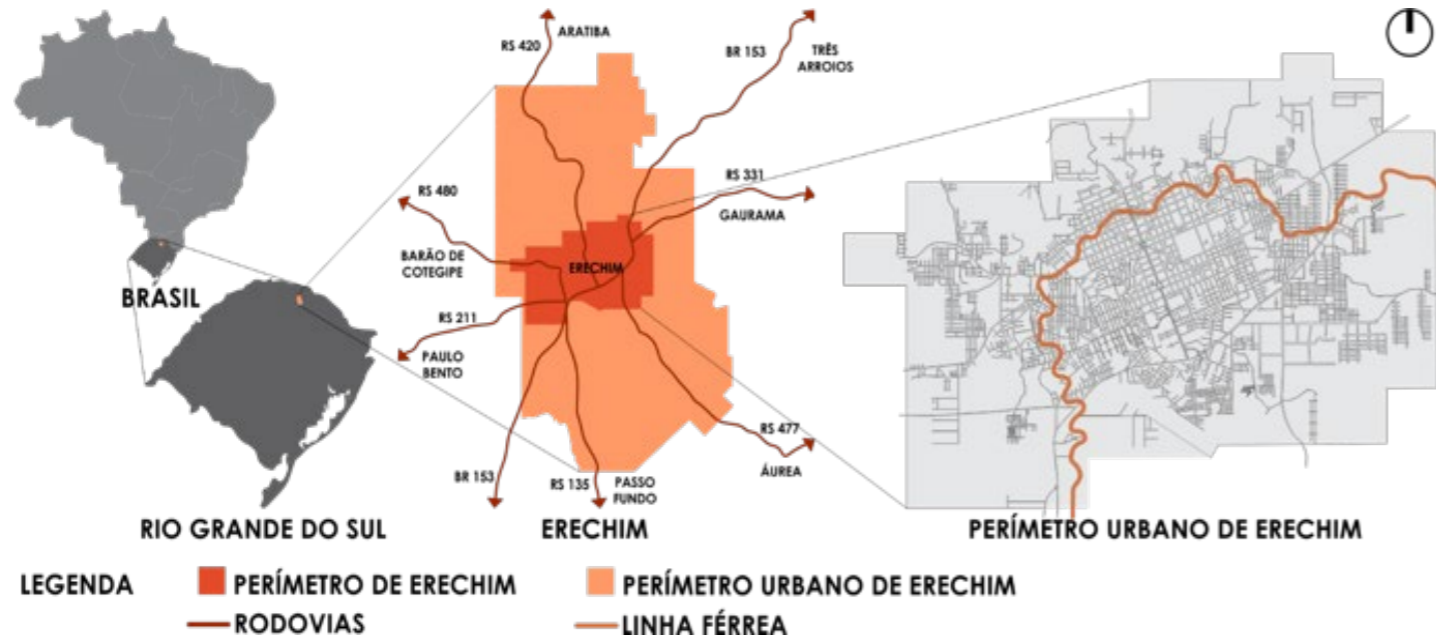 RS 420
ARATIBA
BR 153
TRÊS
ARROIOS
RS 480
RS 331
GAURAMA
BARÃO DE
COTEGIPE
ERECHIM
BRASIL
RS 211
PAULO
BENTO
RS 477
ÁUREA
BR 153
RS 135
PASSO
FUNDO
RIO GRANDE DO SUL
ERECHIM
PERÍMETRO URBANO DE ERECHIM
LEGENDA
PERÍMETRO DE ERECHIM
PERÍMETRO URBANO DE ERECHIM
RODOVIAS
LINHA FÉRREA